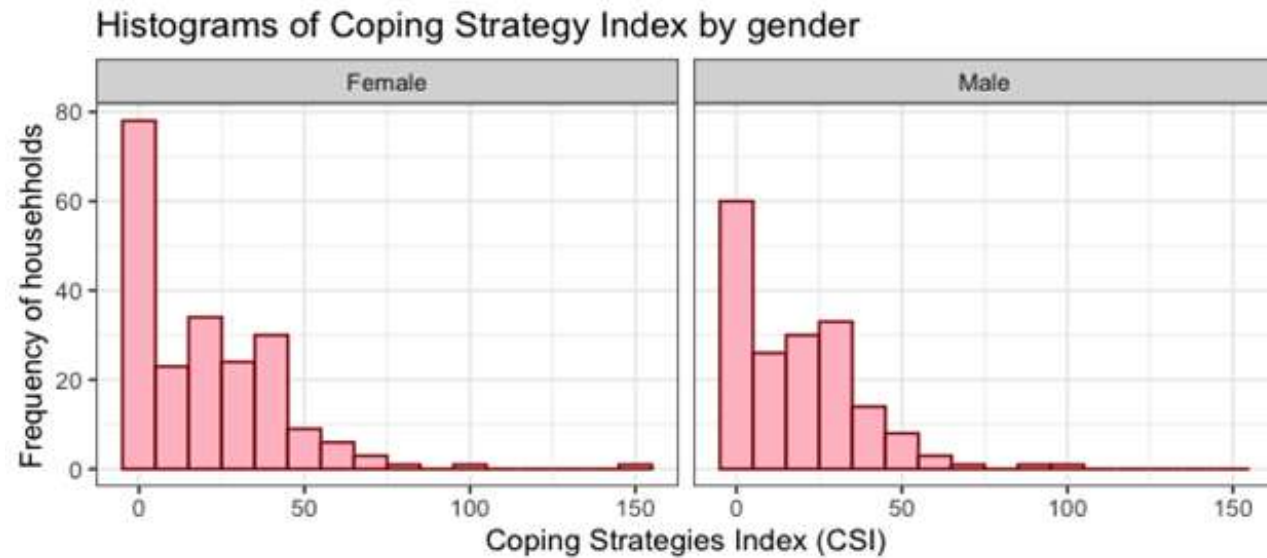 Histograms of Coping Strategy Index by gender
Female
Male
Frequency of househholds
80
60
40
20
0
0 50 100 150
0 50 100 150
Coping Strategies Index (CSI)